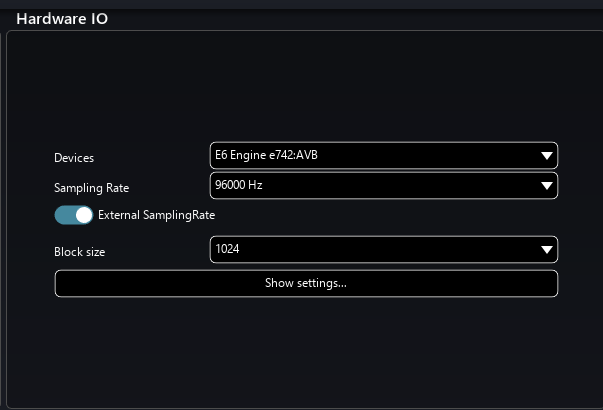 Hardware IO
Devices
E6 Engine e742:AVB
Sampling Rate
96000 Hz
External SamplingRate
Block size
1024
Show settings...